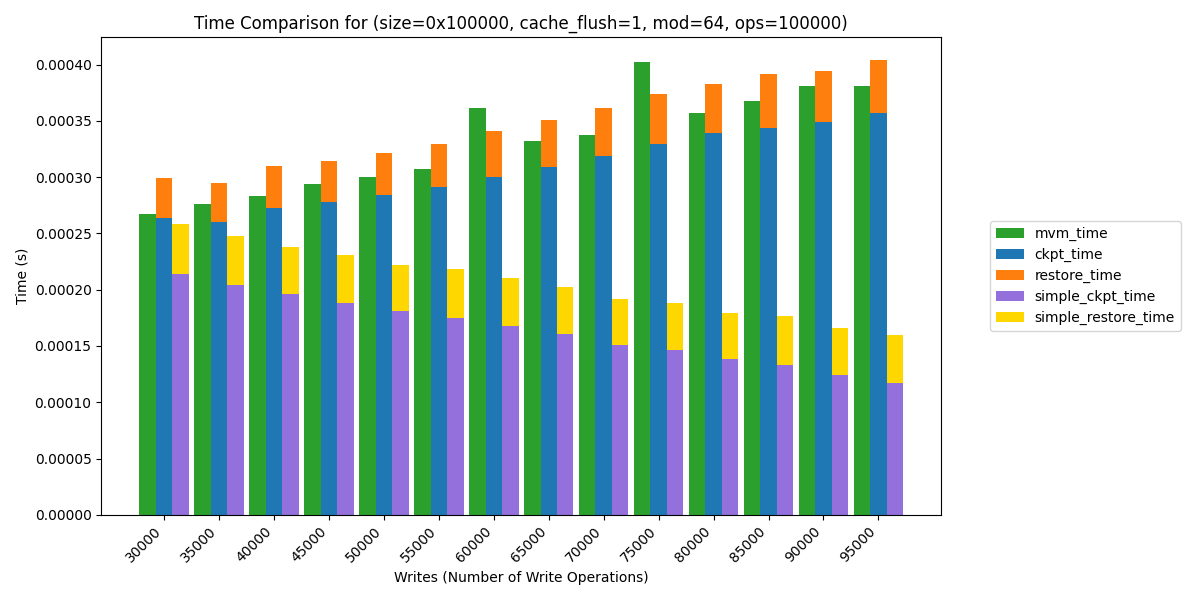 Time Comparison for (size=0x100000, cache_flush=1, mod=64, ops=100000)
Time (s)
0.00040
0.00035
0.00030
0.00025
0.00020
0.00015
0.00010
0.00005
0.00000
30000
35000
40000
45000
50000
55000
60000
65000
70000
75000
80000
85000
90000
95000
Writes (Number of Write Operations)
mvm_time
ckpt_time
restore_time
simple_ckpt_time
simple_restore_time